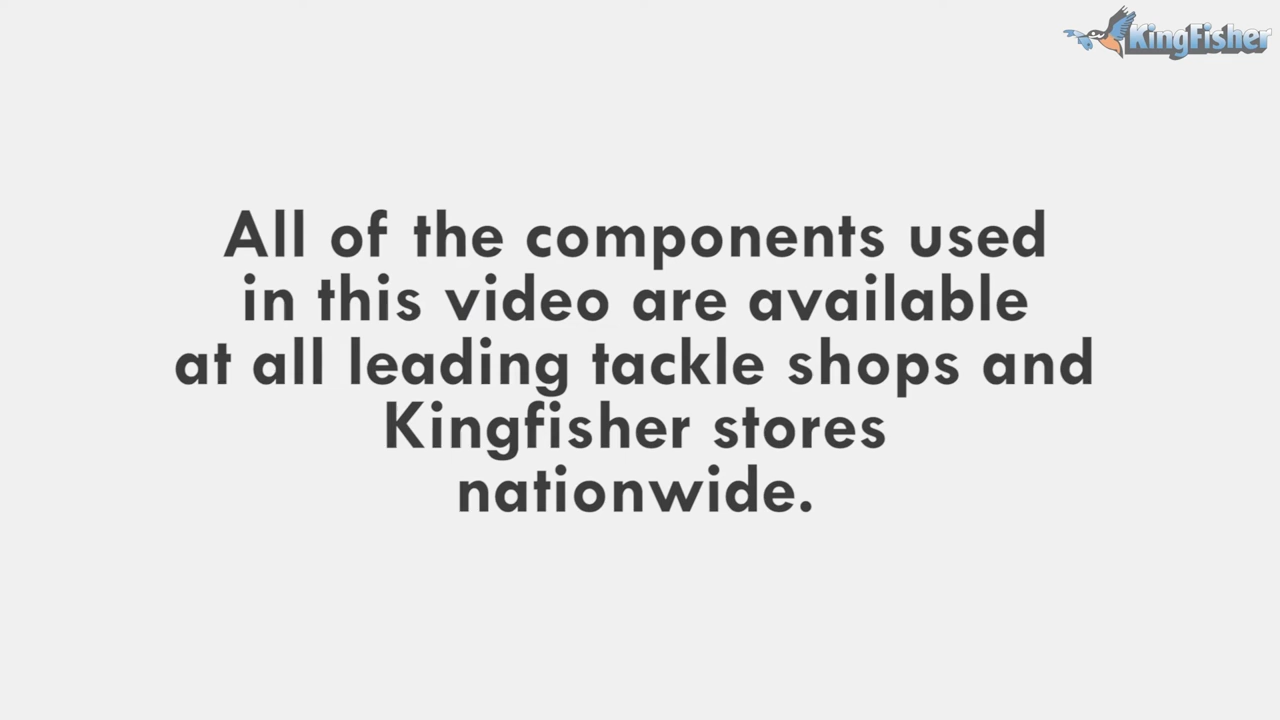 KingFisher
All of the components used
in this video are available
at all leading tackle shops and
Kingfisher stores
nationwide.